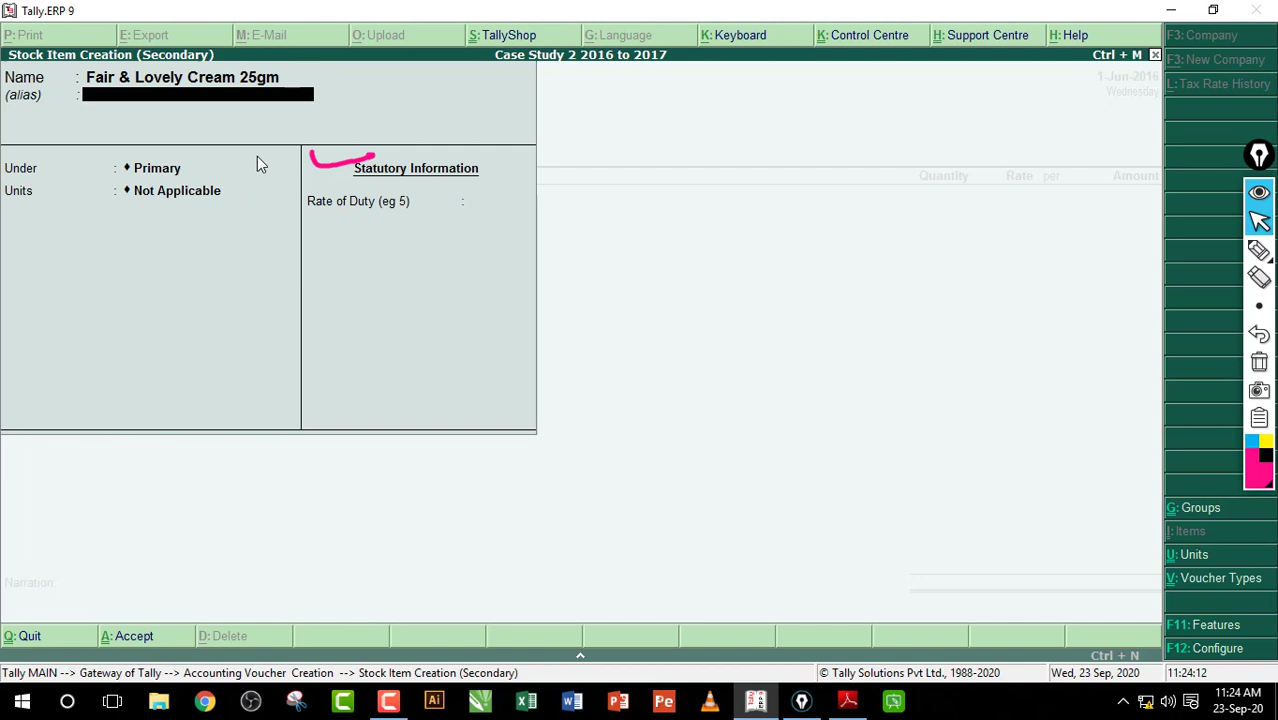 Tally.ERP 9
P: Print E: Export M: E-Mail O: Upload S: TallyShop G: Language K: Keyboard K: Control Centre H: Support Centre H: Help
F3: Company
F3: New Company
L: Tax Rate History
Stock Item Creation (Secondary) Case Study 2 2016 to 2017 Ctrl + M
Name : Fair & Lovely Cream 25gm
(alias) :
1-Jun-2016
Wednesday
Under : ♦ Primary
Units : ♦ Not Applicable
Statutory Information
Rate of Duty (eg 5) :
Quantity Rate per Amount
Narration:
G: Groups
I: Items
U: Units
V: Voucher Types
F11: Features
F12: Configure
Q: Quit A: Accept D: Delete
Ctrl + N
Tally MAIN --> Gateway of Tally --> Accounting Voucher Creation --> Stock Item Creation (Secondary) © Tally Solutions Pvt Ltd., 1988-2020 Wed, 23 Sep, 2020 11:24:12
11:24 AM
23-Sep-20